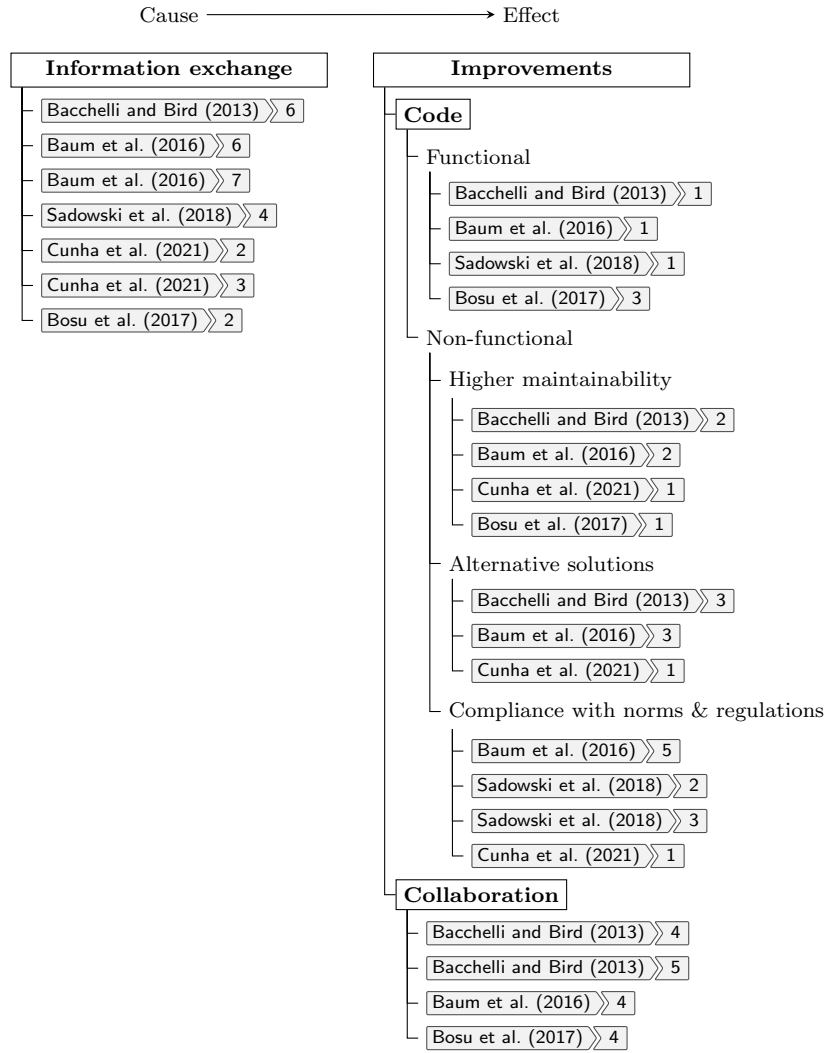 Cause Effect
Information exchange
Bacchelli and Bird (2013) 6
Baum et al. (2016) 6
Baum et al. (2016) 7
Sadowski et al. (2018) 4
Cunha et al. (2021) 2
Cunha et al. (2021) 3
Bosu et al. (2017) 2
Improvements
Code
Functional
Bacchelli and Bird (2013) 1
Baum et al. (2016) 1
Sadowski et al. (2018) 1
Bosu et al. (2017) 3
Non-functional
Higher maintainability
Bacchelli and Bird (2013) 2
Baum et al. (2016) 2
Cunha et al. (2021) 1
Bosu et al. (2017) 1
Alternative solutions
Bacchelli and Bird (2013) 3
Baum et al. (2016) 3
Cunha et al. (2021) 1
Compliance with norms & regulations
Baum et al. (2016) 5
Sadowski et al. (2018) 2
Sadowski et al. (2018) 3
Cunha et al. (2021) 1
Collaboration
Bacchelli and Bird (2013) 4
Bacchelli and Bird (2013) 5
Baum et al. (2016) 4
Bosu et al. (2017) 4